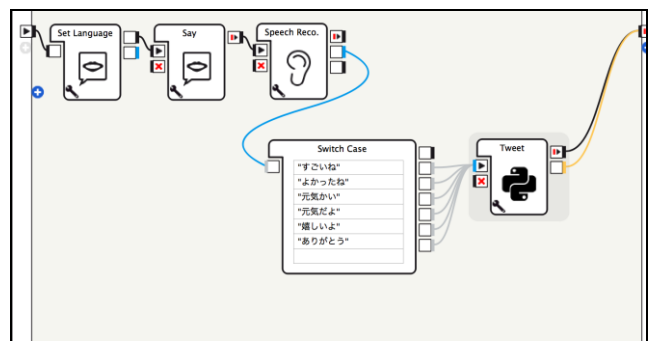 Set Language
Say
Speech Reco.
Switch Case
"すごいね"
"よかったね"
"元気かい"
"元気だよ"
"嬉しいよ"
"ありがとう"
Tweet